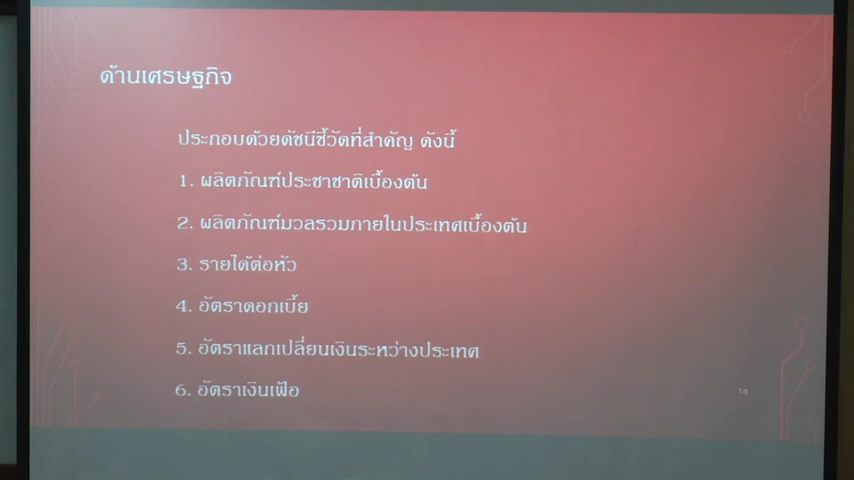 ด้านเศรษฐกิจ
ประกอบด้วยดัชนีชี้วัดที่สำคัญ ดังนี้
1. ผลิตภัณฑ์ประชาชาติเบื้องต้น
2. ผลิตภัณฑ์มวลรวมภายในประเทศเบื้องต้น
3. รายได้ต่อหัว
4. อัตราดอกเบี้ย
5. อัตราแลกเปลี่ยนเงินระหว่างประเทศ
6. อัตราเงินเฟ้อ